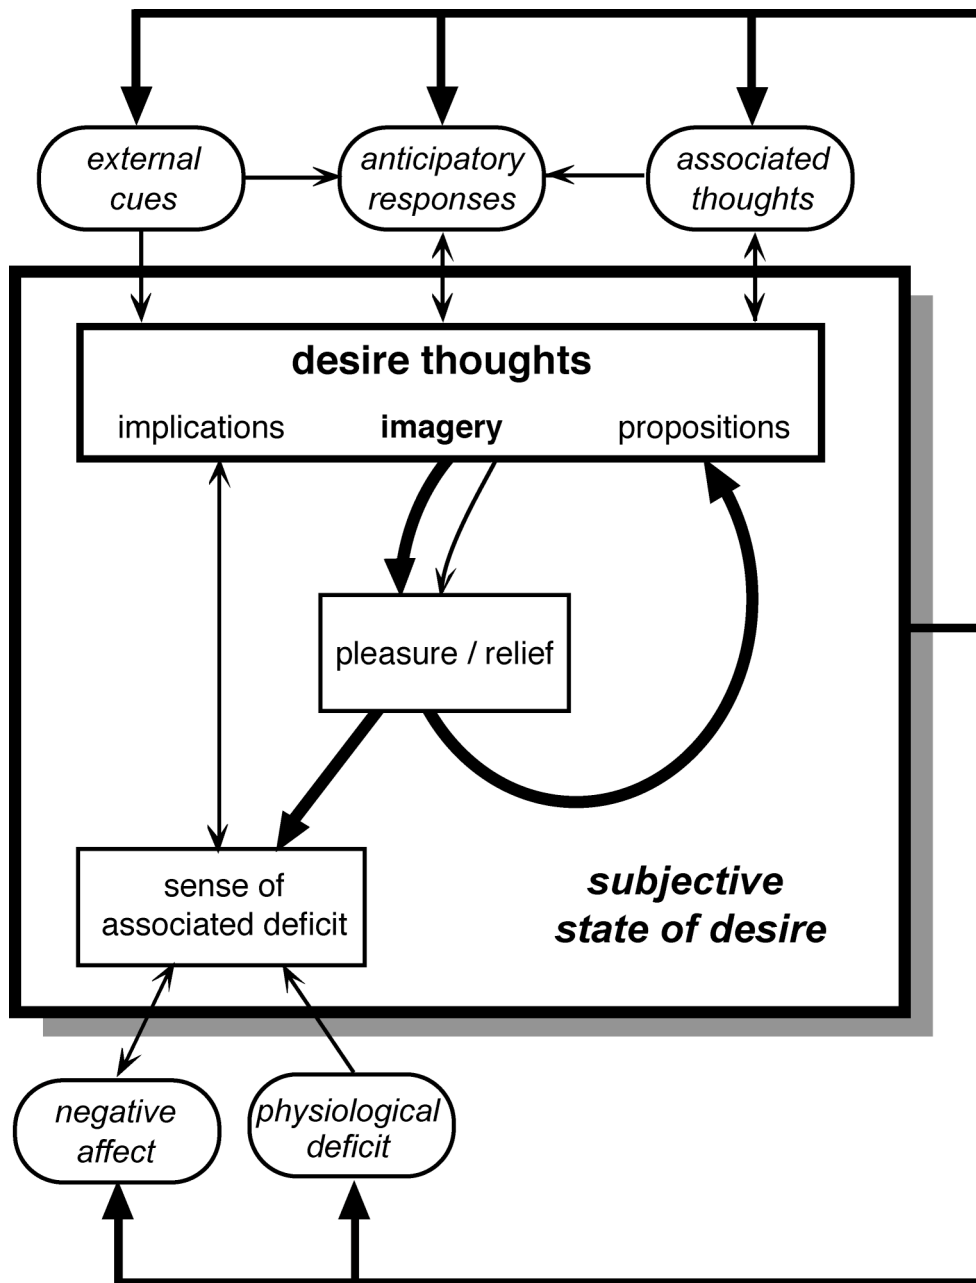 external
cues
anticipatory
responses
associated
thoughts
desire thoughts
implications
imagery
propositions
pleasure / relief
sense of
associated deficit
subjective
state of desire
negative
affect
physiological
deficit